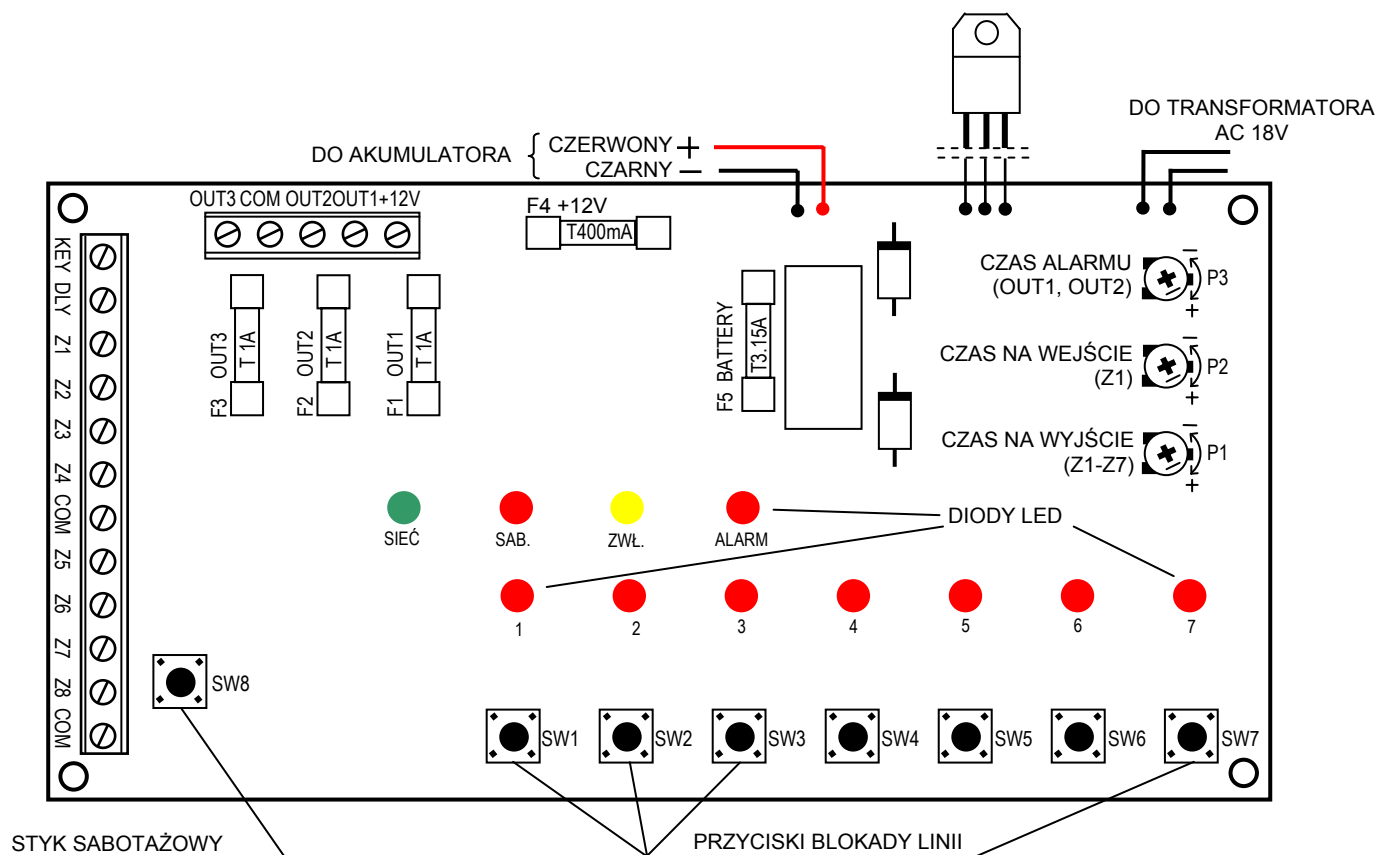 DO TRANSFORMATORA
AC 18V
DO AKUMULATORA { CZERWONY +
CZARNY –
OUT3 COM OUT2 OUT1 +12V
F4 +12V
T400mA
KEY
DLY
Z1
Z2
Z3
Z4
COM
Z5
Z6
Z7
Z8
COM
F3 OUT3
T 1A
F2 OUT2
T 1A
F1 OUT1
T 1A
F5 BATTERY
T3.15A
CZAS ALARMU
(OUT1, OUT2)
– P3
+
CZAS NA WEJŚCIE
(Z1)
– P2
+
CZAS NA WYJŚCIE
(Z1-Z7)
– P1
+
SIEĆ
SAB.
ZWŁ.
ALARM
DIODY LED
1 2 3 4 5 6 7
SW8
SW1 SW2 SW3 SW4 SW5 SW6 SW7
STYK SABOTAŻOWY
PRZYCISKI BLOKADY LINII